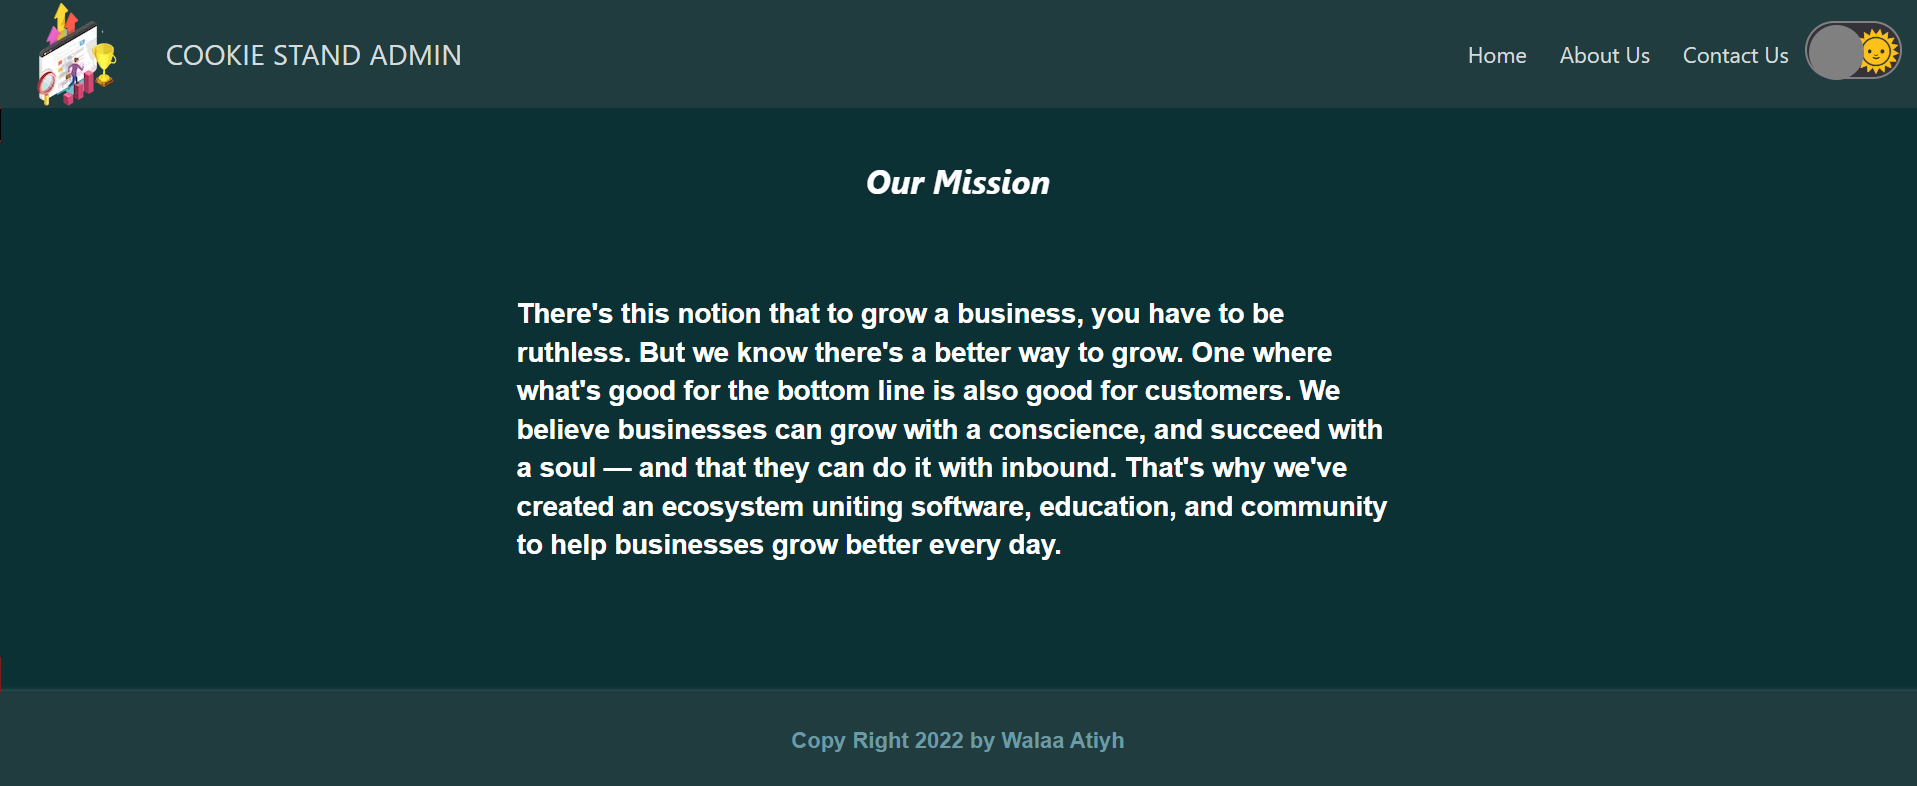 COOKIE STAND ADMIN
Home
About Us
Contact Us
Our Mission
There's this notion that to grow a business, you have to be
ruthless. But we know there's a better way to grow. One where
what's good for the bottom line is also good for customers. We
believe businesses can grow with a conscience, and succeed with
a soul — and that they can do it with inbound. That's why we've
created an ecosystem uniting software, education, and community
to help businesses grow better every day.
Copy Right 2022 by Walaa Atiyh